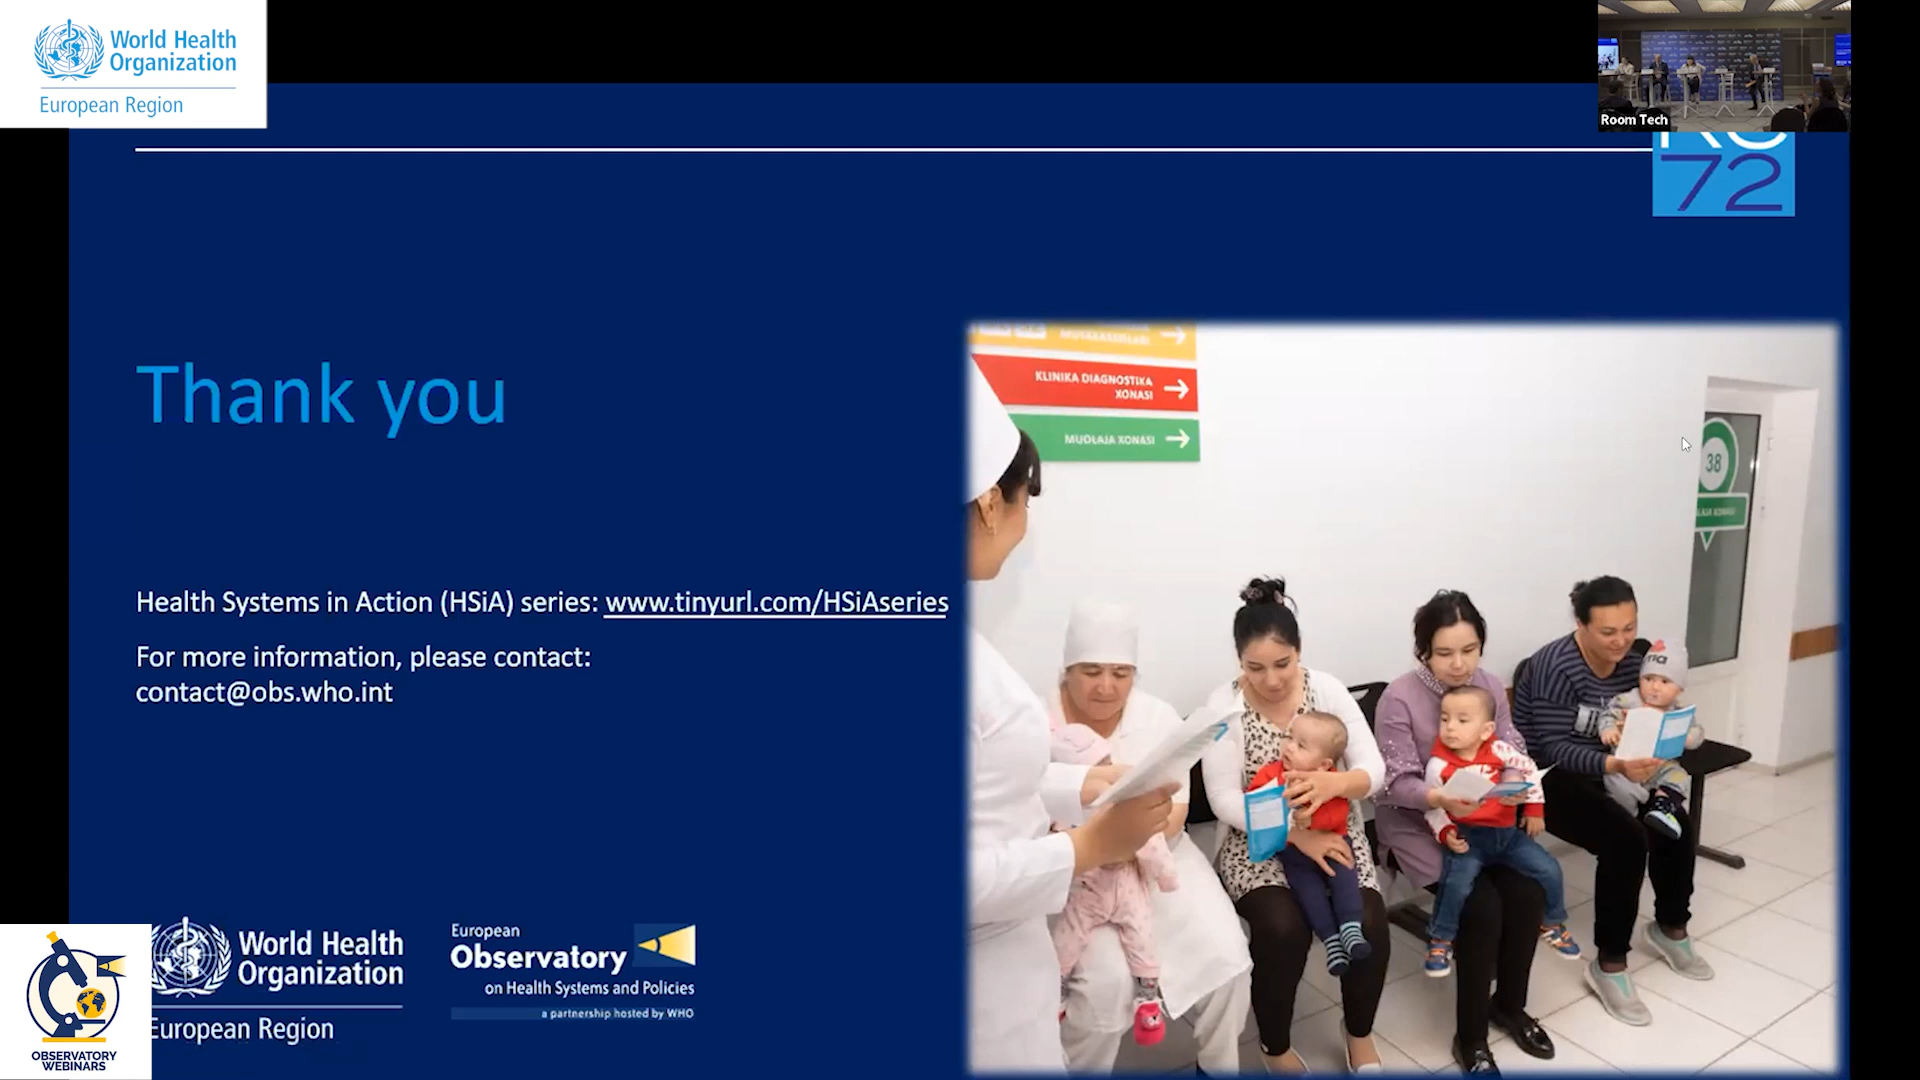 World Health
Organization
European Region
Room Tech
72
Thank you
KLINIKA DIAGNOSTIKA
XONASI
MUOLAJA XONASI
38
Health Systems in Action (HSiA) series: www.tinyurl.com/HSiAseries
For more information, please contact:
contact@obs.who.int
World Health
Organization
European Region
European
Observatory
on Health Systems and Policies
a partnership hosted by WHO
OBSERVATORY
WEBINARS